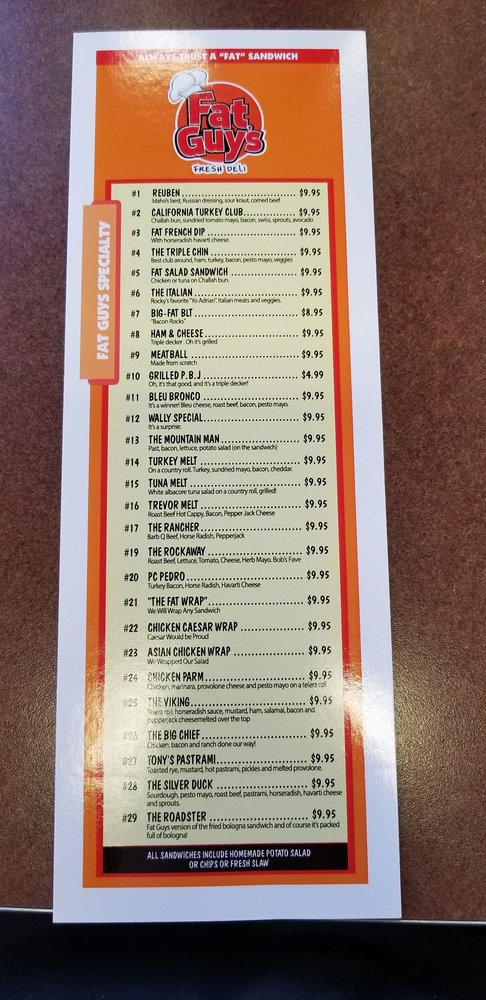 ALWAYS TRUST A "FAT" SANDWICH
Fat
Guy's
FRESH DELI
FAT GUYS SPECIALTY
#1 REUBEN ........ $9.95
Idaho's best, Russian dressing, sour kraut, corned beef.
#2 CALIFORNIA TURKEY CLUB........ $9.95
Challah bun, sundried tomato mayo, bacon, swiss, sprouts, avocado
#3 FAT FRENCH DIP ........ $9.95
With horseradish havarti cheese.
#4 THE TRIPLE CHIN ........ $9.95
Best club around, ham, turkey, bacon, pesto mayo, veggies
#5 FAT SALAD SANDWICH ........ $9.95
Chicken or tuna on Challah bun.
#6 THE ITALIAN ........ $9.95
Rocky's favorite "Yo Adrian". Italian meats and veggies.
#7 BIG-FAT BLT ........ $8.95
"Bacon Rocks"
#8 HAM & CHEESE ........ $9.95
Triple decker . Oh it's grilled
#9 MEATBALL ........ $9.95
Made from scratch
#10 GRILLED P.B.J ........ $4.99
Oh, it's that good, and it's a triple decker!
#11 BLEU BRONCO ........ $9.95
It's a winner! Bleu cheese, roast beef, bacon, pesto mayo.
#12 WALLY SPECIAL........ $9.95
It's a surprise.
#13 THE MOUNTAIN MAN........ $9.95
Past, bacon, lettuce, potato salad (on the sandwich)
#14 TURKEY MELT ........ $9.95
On a country roll. Turkey, sundried mayo, bacon, cheddar.
#15 TUNA MELT ........ $9.95
White albacore tuna salad on a country roll, grilled!
#16 TREVOR MELT ........ $9.95
Roast Beef Hot Cappy, Bacon, Pepper Jack Cheese
#17 THE RANCHER........ $9.95
Barb Q Beef, Horse Radish, Pepperjack
#19 THE ROCKAWAY ........ $9.95
Roast Beef, Lettuce, Tomato, Cheese, Herb Mayo. Bob's Fave
#20 PC PEDRO........ $9.95
Turkey Bacon, Horse Radish, Havarti Cheese
#21 "THE FAT WRAP"........ $9.95
We Will Wrap Any Sandwich
#22 CHICKEN CAESAR WRAP ........ $9.95
Caesar Would be Proud
#23 ASIAN CHICKEN WRAP ........ $9.95
We Wrapped Our Salad
#24 CHICKEN PARM........ $9.95
Chicken, marinara, provolone cheese and pesto mayo on a telera roll
#25 THE VIKING........ $9.95
Telera roll, horseradish sauce, mustard, ham, salamai, bacon and
pepperjack cheesemelted over the top
#26 THE BIG CHIEF ........ $9.95
Chicken, bacon and ranch done our way!
#27 TONY'S PASTRAMI........ $9.95
Toasted rye, mustard, hot pastrami, pickles and melted provolone.
#28 THE SILVER DUCK ........ $9.95
Sourdough, pesto mayo, roast beef, pastrami, horseradish, havarti cheese
and sprouts.
#29 THE ROADSTER ........ $9.95
Fat Guys version of the fried bologna sandwich and of course it's packed
full of bologna!
ALL SANDWICHES INCLUDE HOMEMADE POTATO SALAD
OR CHIPS OR FRESH SLAW